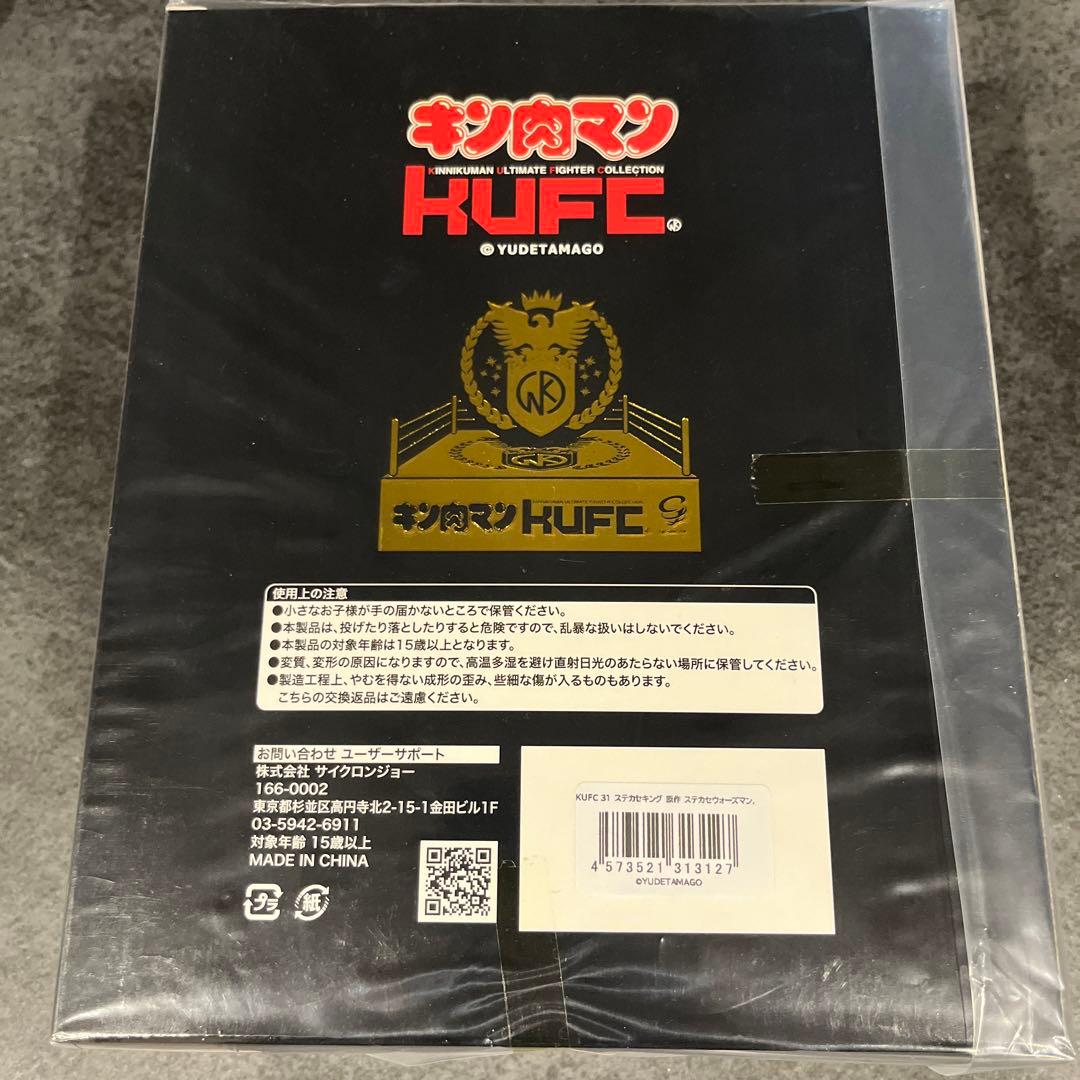 キン肉マン
KINNIKUMAN ULTIMATE FIGHTER COLLECTION
KUFC
©YUDETAMAGO
キン肉マン KUFC
使用上の注意
●小さなお子様が手の届かないところで保管ください。
●本製品は、投げたり落としたりすると危険ですので、乱暴な扱いはしないでください。
●本製品の対象年齢は15歳以上となります。
●変質、変形の原因になりますので、高温多湿を避け直射日光のあたらない場所に保管してください。
●製造工程上、やむを得ない成形の歪み、些細な傷が入るものもあります。
こちらの交換返品はご遠慮ください。
お問い合わせ ユーザーサポート
株式会社 サイクロンジョー
166-0002
東京都杉並区高円寺北2-15-1金田ビル1F
03-5942-6911
対象年齢 15歳以上
MADE IN CHINA
プラ
紙
KUFC 31 ステカセキング 原作 ステカセウォーズマン.
4 573521 313127
©YUDETAMAGO